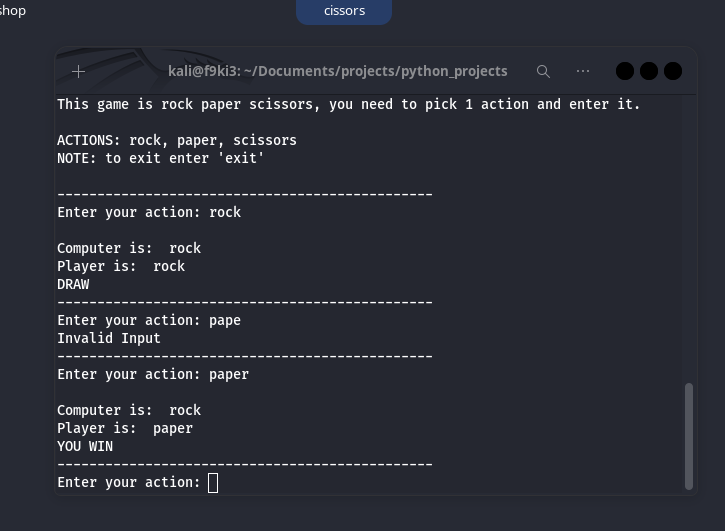 shop
cissors
kali@f9ki3: ~/Documents/projects/python_projects
This game is rock paper scissors, you need to pick 1 action and enter it.
ACTIONS: rock, paper, scissors
NOTE: to exit enter 'exit'
-----------------------------------------------
Enter your action: rock
Computer is:  rock
Player is:  rock
DRAW
-----------------------------------------------
Enter your action: pape
Invalid Input
-----------------------------------------------
Enter your action: paper
Computer is:  rock
Player is:  paper
YOU WIN
-----------------------------------------------
Enter your action: